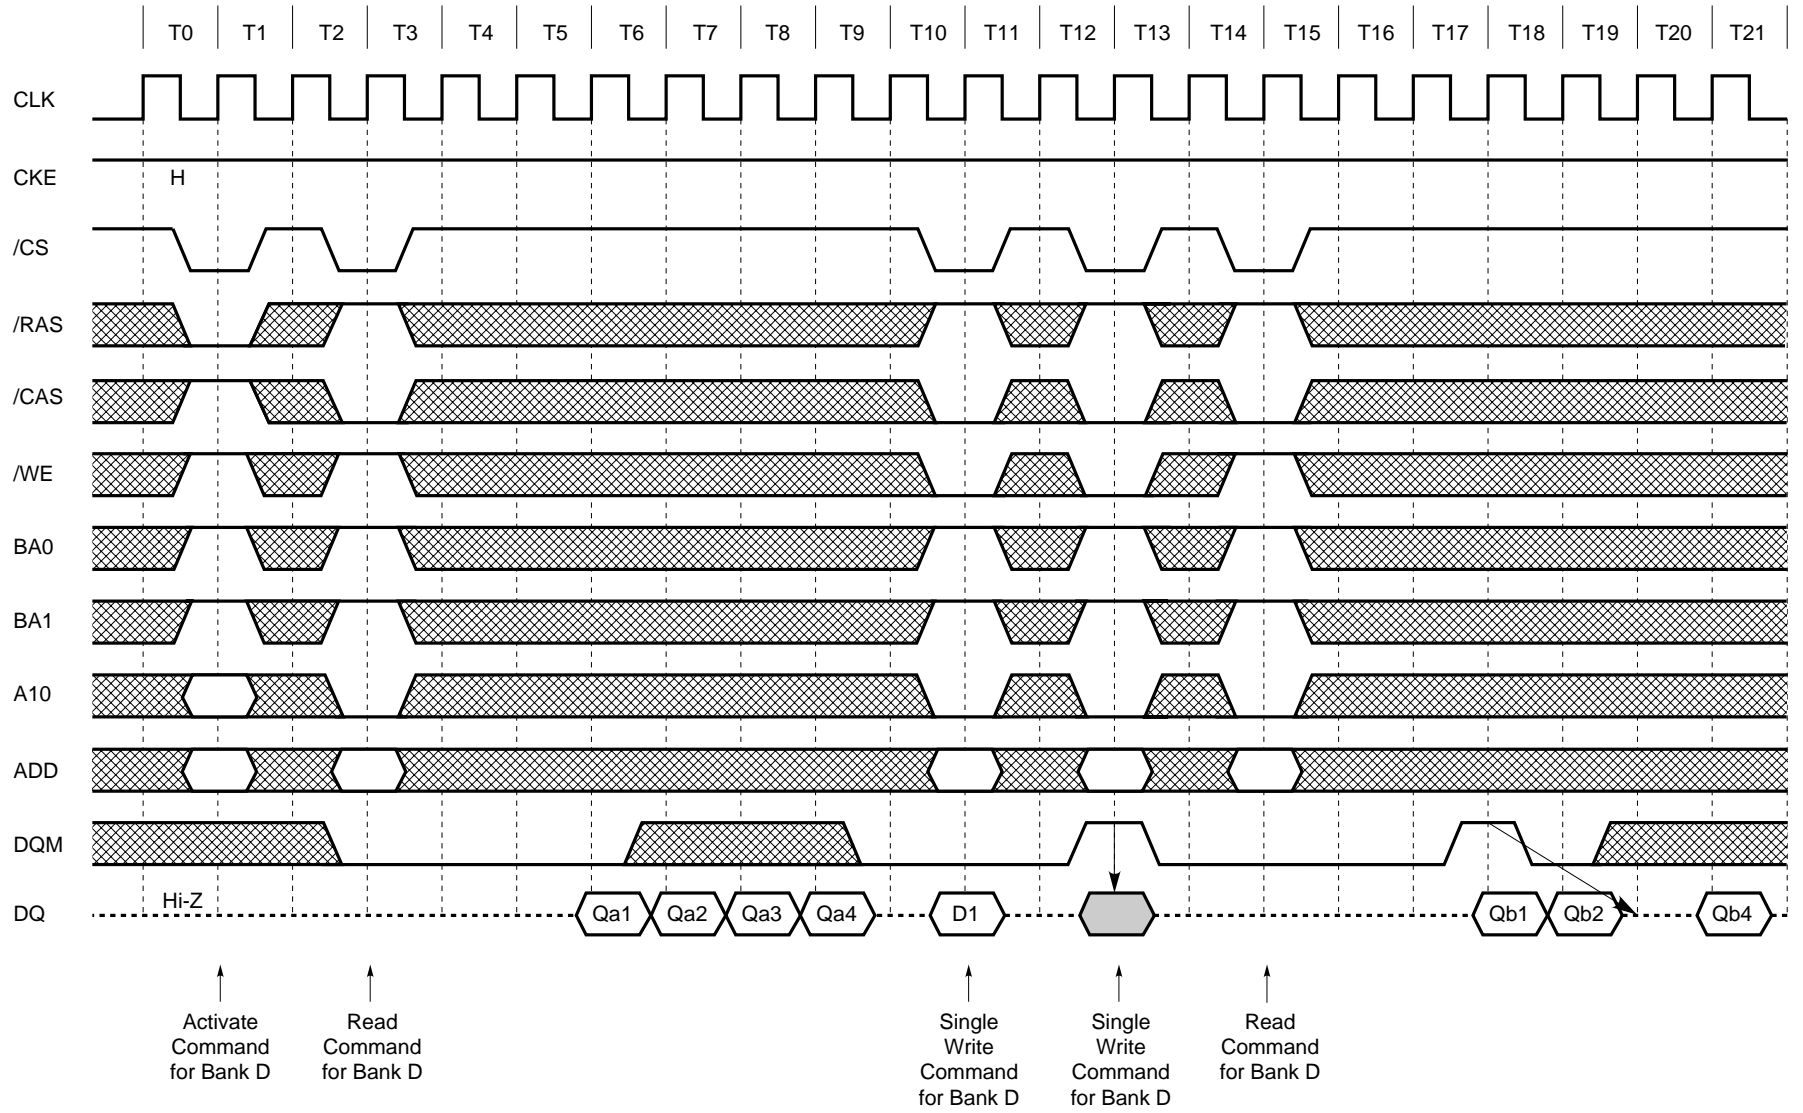 T0 T1 T2 T3 T4 T5 T6 T7 T8 T9 T10 T11 T12 T13 T14 T15 T16 T17 T18 T19 T20 T21
CLK
CKE H
/CS
/RAS
/CAS
/WE
BA0
BA1
A10
ADD
DQM
DQ Hi-Z Qa1 Qa2 Qa3 Qa4 D1 Qb1 Qb2 Qb4
Activate
Command
for Bank D
Read
Command
for Bank D
Single
Write
Command
for Bank D
Single
Write
Command
for Bank D
Read
Command
for Bank D